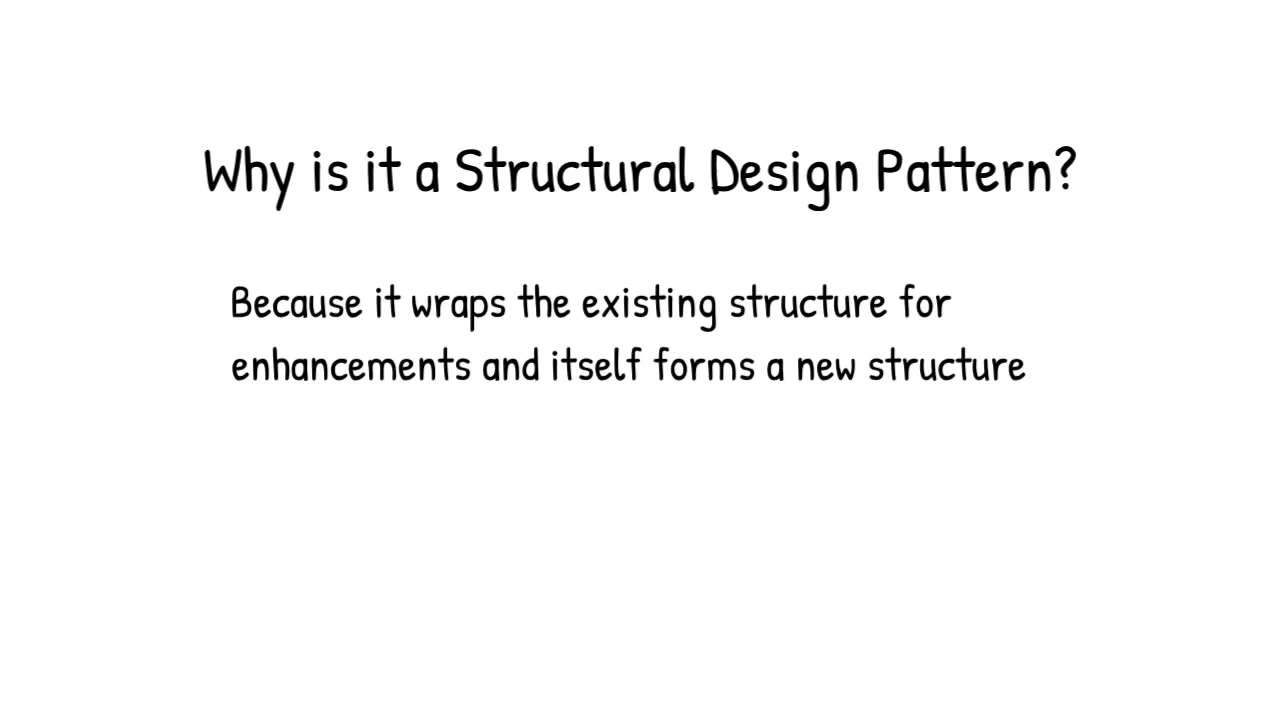 Why is it a Structural Design Pattern?
Because it wraps the existing structure for
enhancements and itself forms a new structure